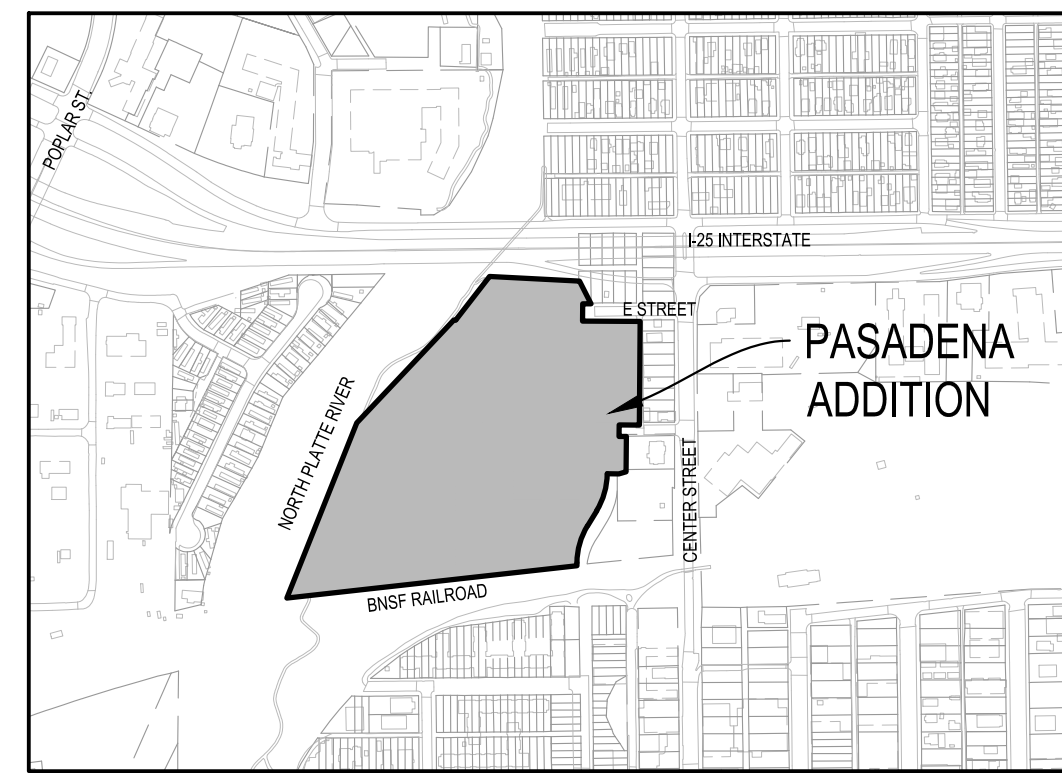 POPLAR ST.
I-25 INTERSTATE
E STREET
PASADENA
ADDITION
NORTH PLATTE RIVER
CENTER STREET
BNSF RAILROAD